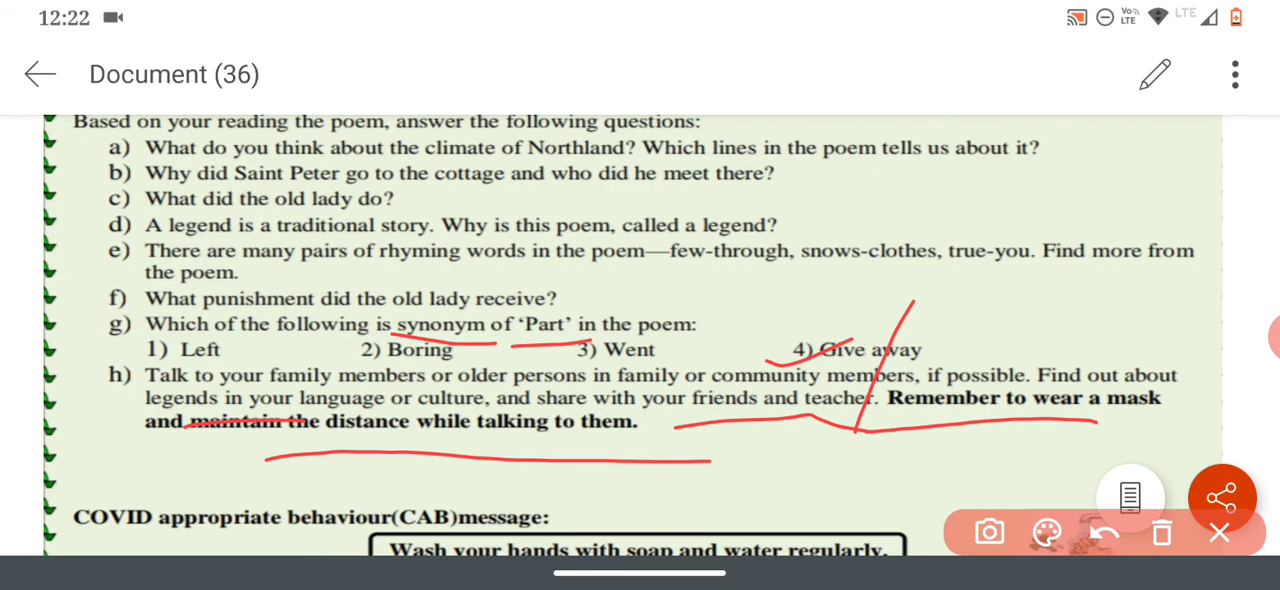 12:22 Vo LTE LTE
Document (36)
Based on your reading the poem, answer the following questions:
a) What do you think about the climate of Northland? Which lines in the poem tells us about it?
b) Why did Saint Peter go to the cottage and who did he meet there?
c) What did the old lady do?
d) A legend is a traditional story. Why is this poem, called a legend?
e) There are many pairs of rhyming words in the poem—few-through, snows-clothes, true-you. Find more from
the poem.
f) What punishment did the old lady receive?
g) Which of the following is synonym of ‘Part’ in the poem:
1) Left 2) Boring 3) Went 4) Give away
h) Talk to your family members or older persons in family or community members, if possible. Find out about
legends in your language or culture, and share with your friends and teacher. Remember to wear a mask
and maintain the distance while talking to them.
COVID appropriate behaviour(CAB)message:
Wash your hands with soap and water regularly.